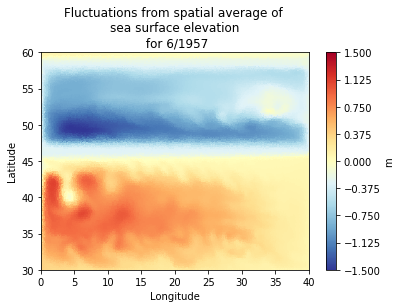 Fluctuations from spatial average of
sea surface elevation
for 6/1957
60
55
50
45
40
35
30
Latitude
0 5 10 15 20 25 30 35 40
Longitude
1.500
1.125
0.750
0.375
0.000
−0.375
−0.750
−1.125
−1.500
m